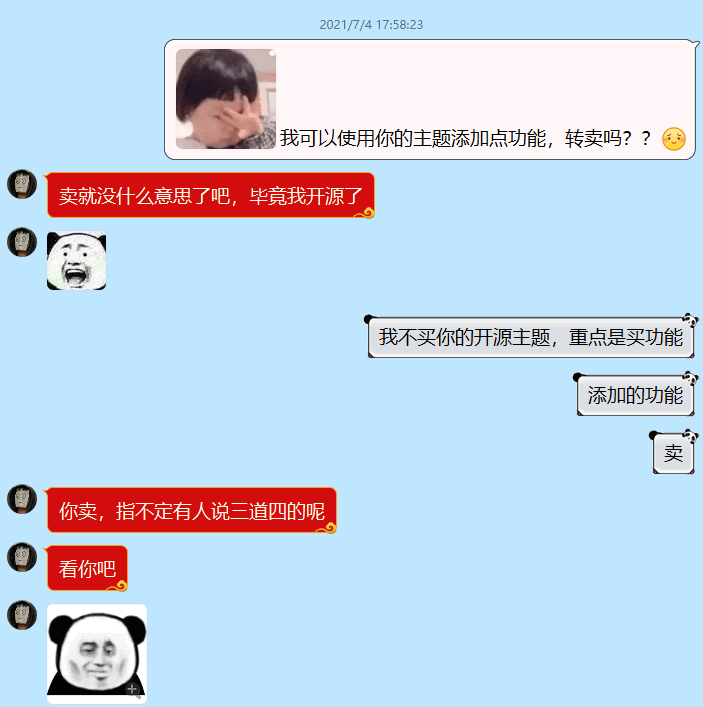 2021/7/4 17:58:23
我可以使用你的主题添加点功能，转卖吗？？
卖就没什么意思了吧，毕竟我开源了
我不买你的开源主题，重点是买功能
添加的功能
卖
你卖，指不定有人说三道四的呢
看你吧